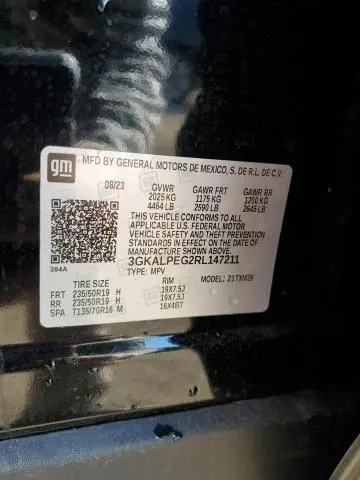 gm
MFD BY GENERAL MOTORS DE MEXICO, S. DE R.L. DE C.V.
08/23 GVWR GAWR FRT GAWR RR
2025 KG 1175 KG 1200 KG
4464 LB 2590 LB 2645 LB
THIS VEHICLE CONFORMS TO ALL
APPLICABLE U.S. FEDERAL MOTOR
VEHICLE SAFETY, BUMPER, AND THEFT
PREVENTION STANDARDS IN EFFECT ON THE
DATE OF MANUFACTURE SHOWN ABOVE.
3GKALPEG2RL147211
384A TYPE: MPV MODEL: 21TXM26
TIRE SIZE RIM
FRT 235/50R19 H 19X7.5J
RR 235/50R19 H 19X7.5J
SPA T135/70R16 M 16X4BT